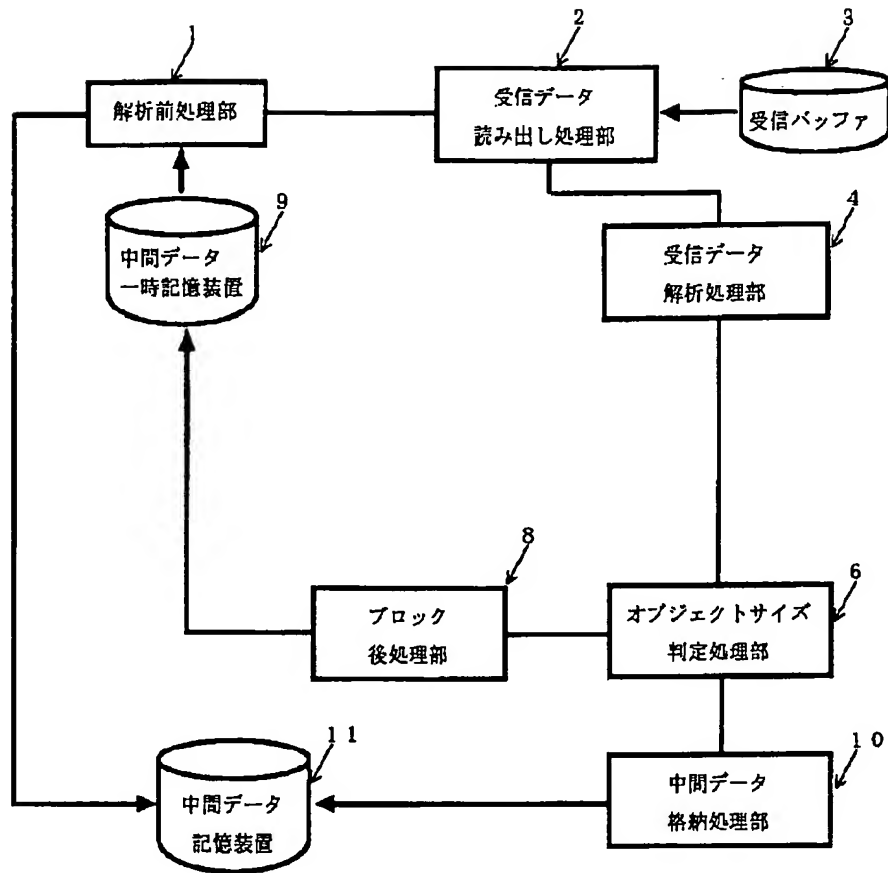 1
2
3
解析前処理部
受信データ
読み出し処理部
受信バッファ
9
4
中間データ
一時記憶装置
受信データ
解析処理部
8
6
ブロック
後処理部
オブジェクトサイズ
判定処理部
11
10
中間データ
記憶装置
中間データ
格納処理部